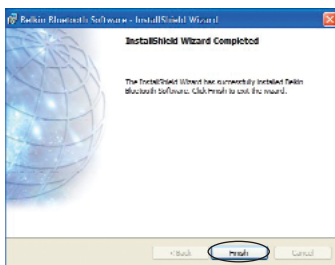 Belkin Bluetooth Software - InstallShield Wizard
InstallShield Wizard Completed
The InstallShield Wizard has successfully installed Belkin
Bluetooth Software. Click Finish to exit the wizard.
< Back
Finish
Cancel